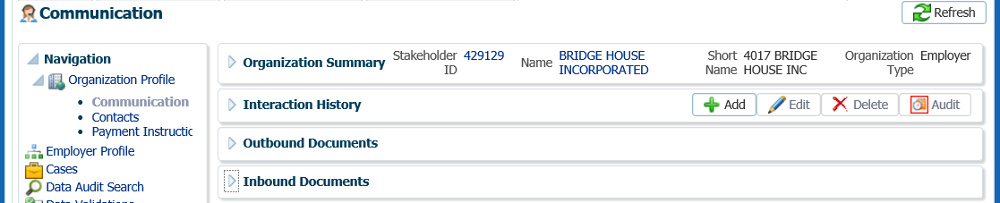 Communication
Refresh
Navigation
Organization Profile
Communication
Contacts
Payment Instructic
Employer Profile
Cases
Data Audit Search
Data Validations
Organization Summary
Stakeholder ID
429129
Name
BRIDGE HOUSE
INCORPORATED
Short
Name
4017 BRIDGE
HOUSE INC
Organization
Type
Employer
Interaction History
Add
Edit
Delete
Audit
Outbound Documents
Inbound Documents